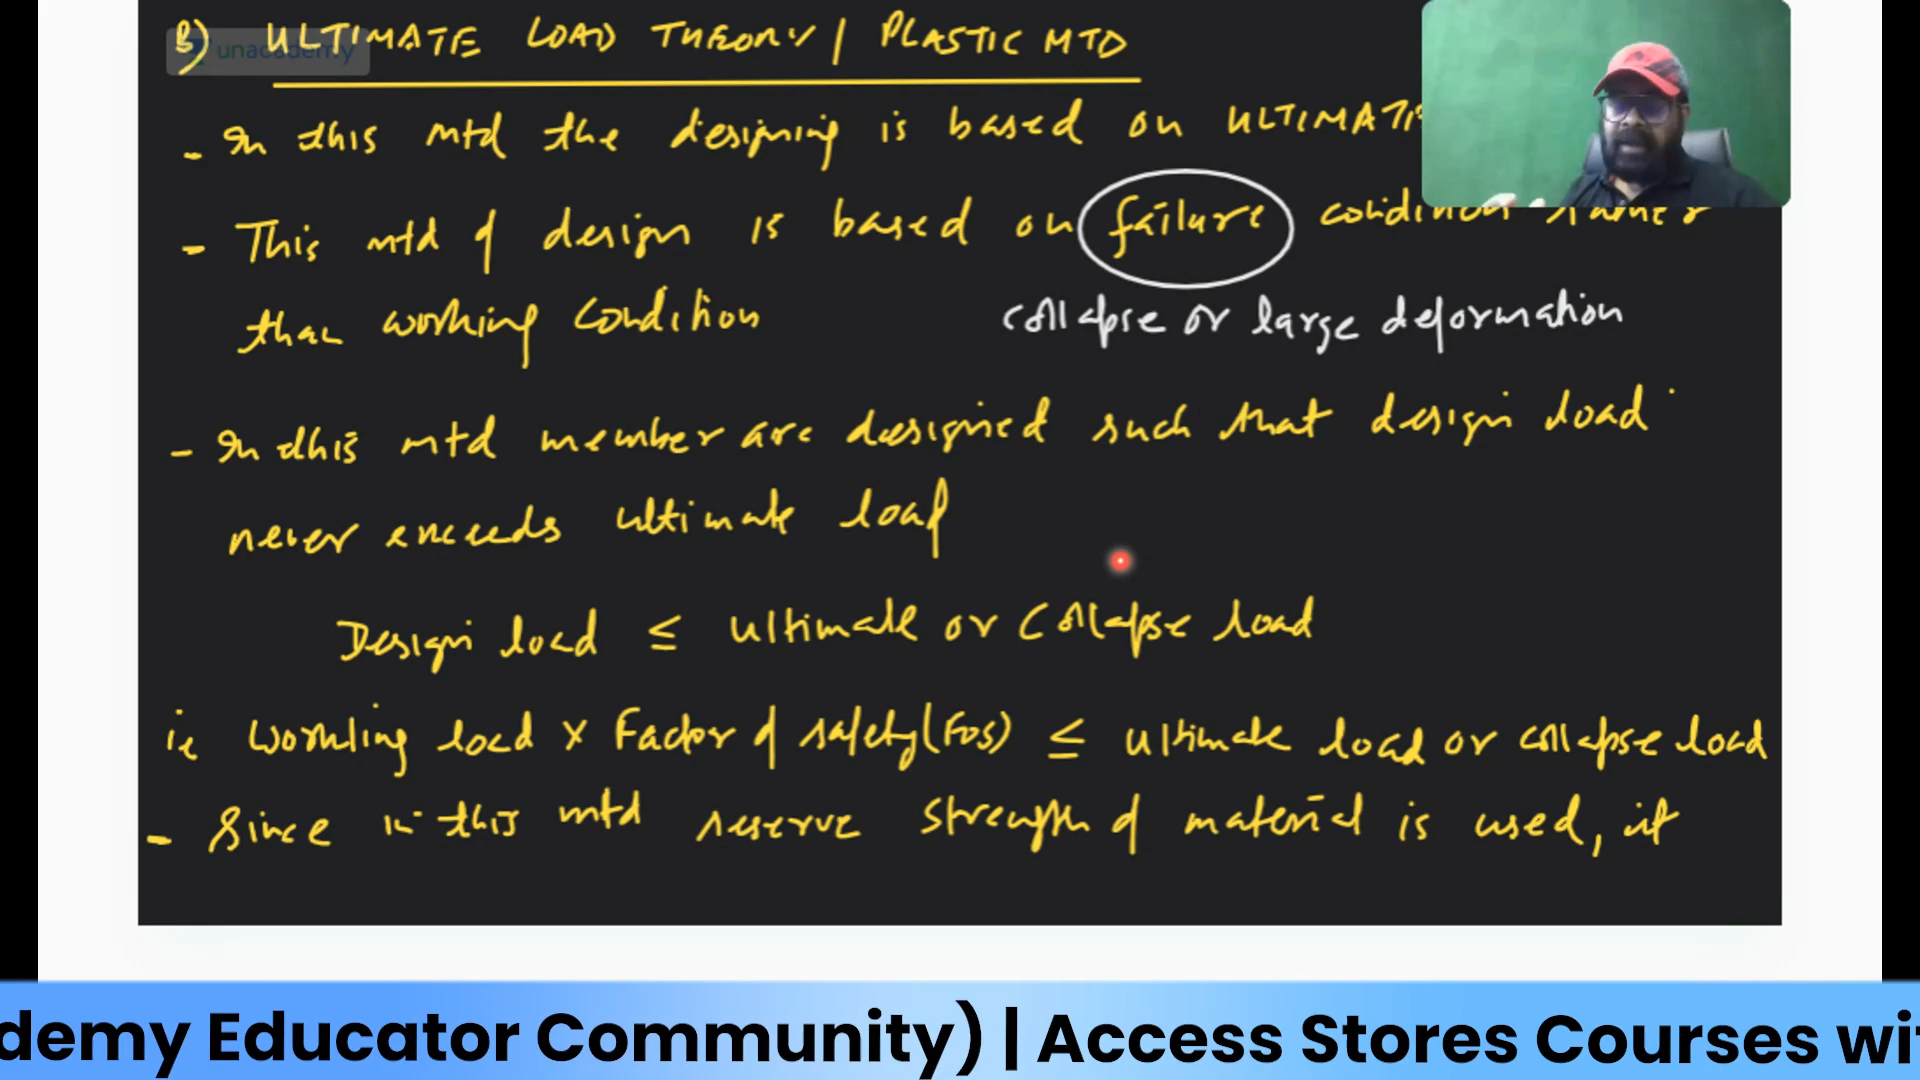 B) ULTIMATE LOAD THEORY / PLASTIC MTD
unacademy
- In this mtd the designing is based on ULTIMATE
- This mtd of design is based on failure condition rather
than working condition
collapse or large deformation
- In this mtd member are designed such that design load
never exceeds ultimate load
Design load ≤ ultimate or collapse load
ie working load x Factor of safety (FOS) ≤ ultimate load or collapse load
- Since in this mtd reserve strength of material is used, it
demy Educator Community) | Access Stores Courses wi